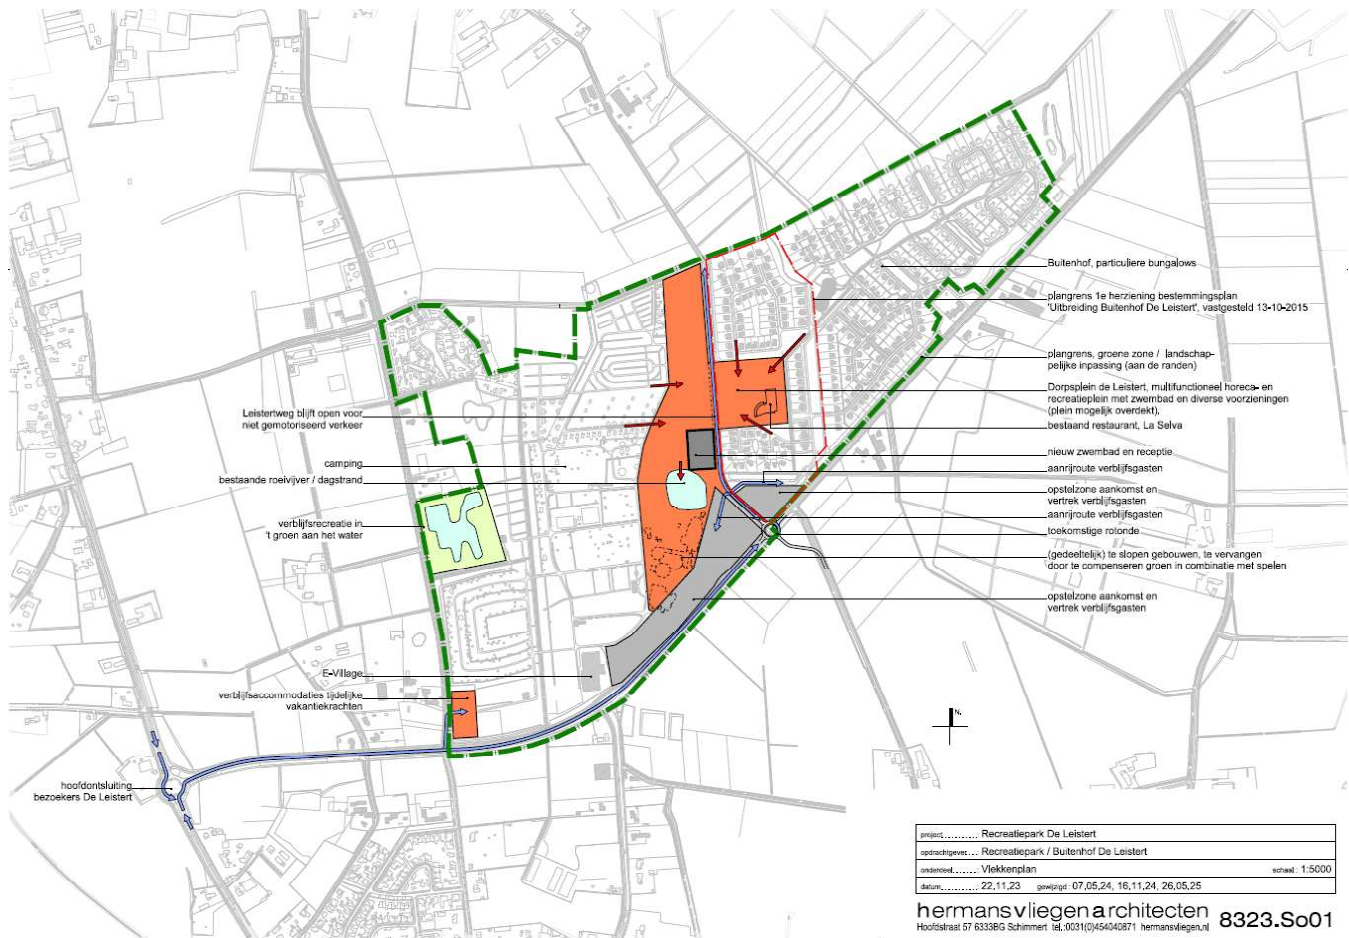 Buitenhof, particuliere bungalows
plangrens 1e herziening bestemmingsplan
'Uitbreiding Buitenhof De Leistert', vastgesteld 13-10-2015
plangrens, groene zone / landschap-
pelijke inpassing (aan de randen)
Dorpsplein de Leistert, multifunctioneel horeca- en
recreatieplein met zwembad en diverse voorzieningen
(plein mogelijk overdekt),
bestaand restaurant, La Selva
nieuw zwembad en receptie
aanrijroute verblijfsgasten
opstelzone aankomst en
vertrek verblijfsgasten
aanrijroute verblijfsgasten
toekomstige rotonde
(gedeeltelijk) te slopen gebouwen, te vervangen
door te compenseren groen in combinatie met spelen
opstelzone aankomst en
vertrek verblijfsgasten
Leistertweg blijft open voor
niet gemotoriseerd verkeer
camping
bestaande roeivijver / dagstrand
verblijfsrecreatie in
't groen aan het water
E-Village
verblijfsaccommodaties tijdelijke
vakantiekrachten
hoofdontsluiting
bezoekers De Leistert
N.
project..........: Recreatiepark De Leistert
opdrachtgever...: Recreatiepark / Buitenhof De Leistert
onderdeel.......: Vlekkenplan schaal: 1:5000
datum..........: 22.11.23 gewijzigd: 07.05.24, 16.11.24, 26.05.25
hermansvliegenarchitecten 8323.So01
Hoofdstraat 57 6333BG Schimmert tel.:0031(0)454040871 hermansvliegen.nl